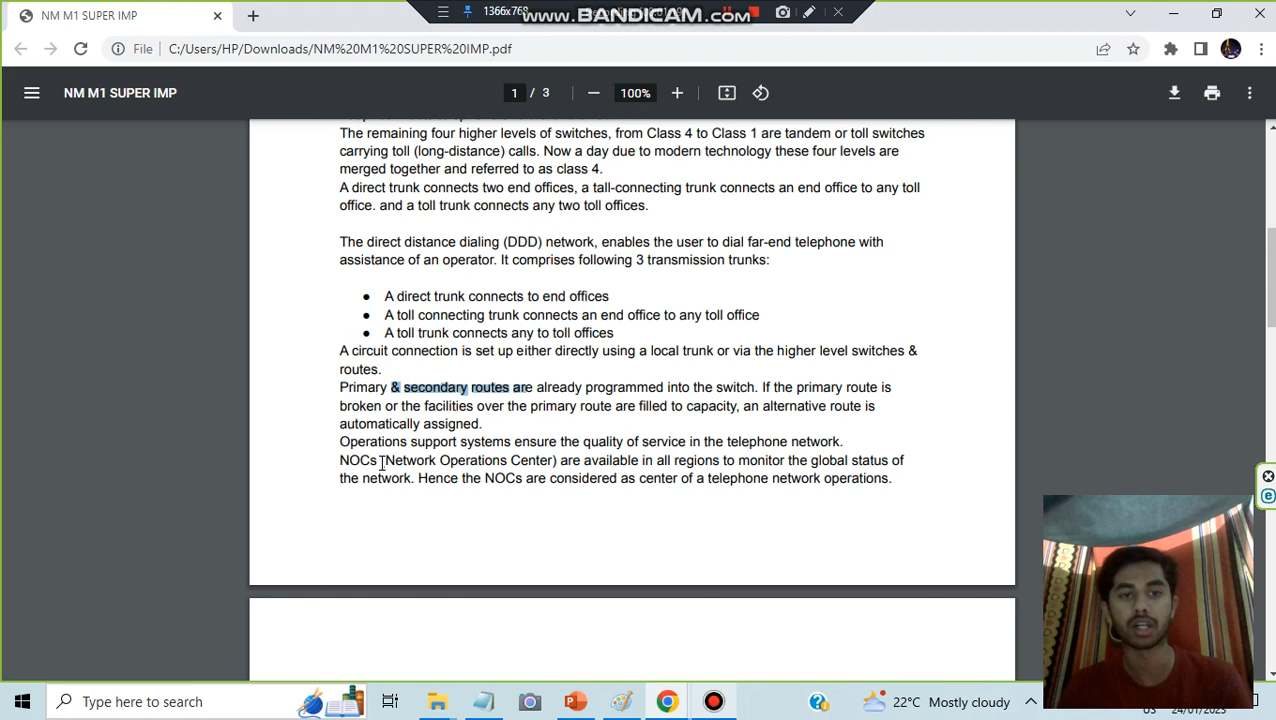 NM M1 SUPER IMP
1366x768
www.BANDICAM.com
File C:/Users/HP/Downloads/NM%20M1%20SUPER%20IMP.pdf
NM M1 SUPER IMP
1 / 3
100%
The remaining four higher levels of switches, from Class 4 to Class 1 are tandem or toll switches
carrying toll (long-distance) calls. Now a day due to modern technology these four levels are
merged together and referred to as class 4.
A direct trunk connects two end offices, a tall-connecting trunk connects an end office to any toll
office. and a toll trunk connects any two toll offices.
The direct distance dialing (DDD) network, enables the user to dial far-end telephone with
assistance of an operator. It comprises following 3 transmission trunks:
● A direct trunk connects to end offices
● A toll connecting trunk connects an end office to any toll office
● A toll trunk connects any to toll offices
A circuit connection is set up either directly using a local trunk or via the higher level switches &
routes.
Primary & secondary routes are already programmed into the switch. If the primary route is
broken or the facilities over the primary route are filled to capacity, an alternative route is
automatically assigned.
Operations support systems ensure the quality of service in the telephone network.
NOCs (Network Operations Center) are available in all regions to monitor the global status of
the network. Hence the NOCs are considered as center of a telephone network operations.
Type here to search
22°C Mostly cloudy
US
24/01/2023